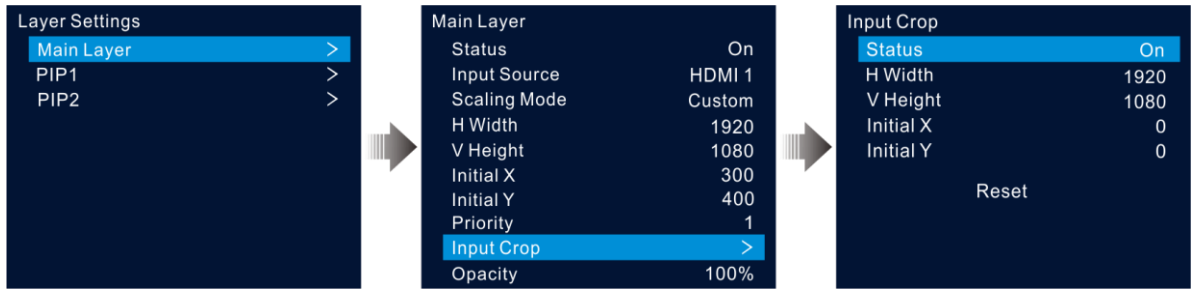 Layer Settings
Main Layer >
PIP1 >
PIP2 >
Main Layer
Status On
Input Source HDMI 1
Scaling Mode Custom
H Width 1920
V Height 1080
Initial X 300
Initial Y 400
Priority 1
Input Crop >
Opacity 100%
Input Crop
Status On
H Width 1920
V Height 1080
Initial X 0
Initial Y 0
Reset